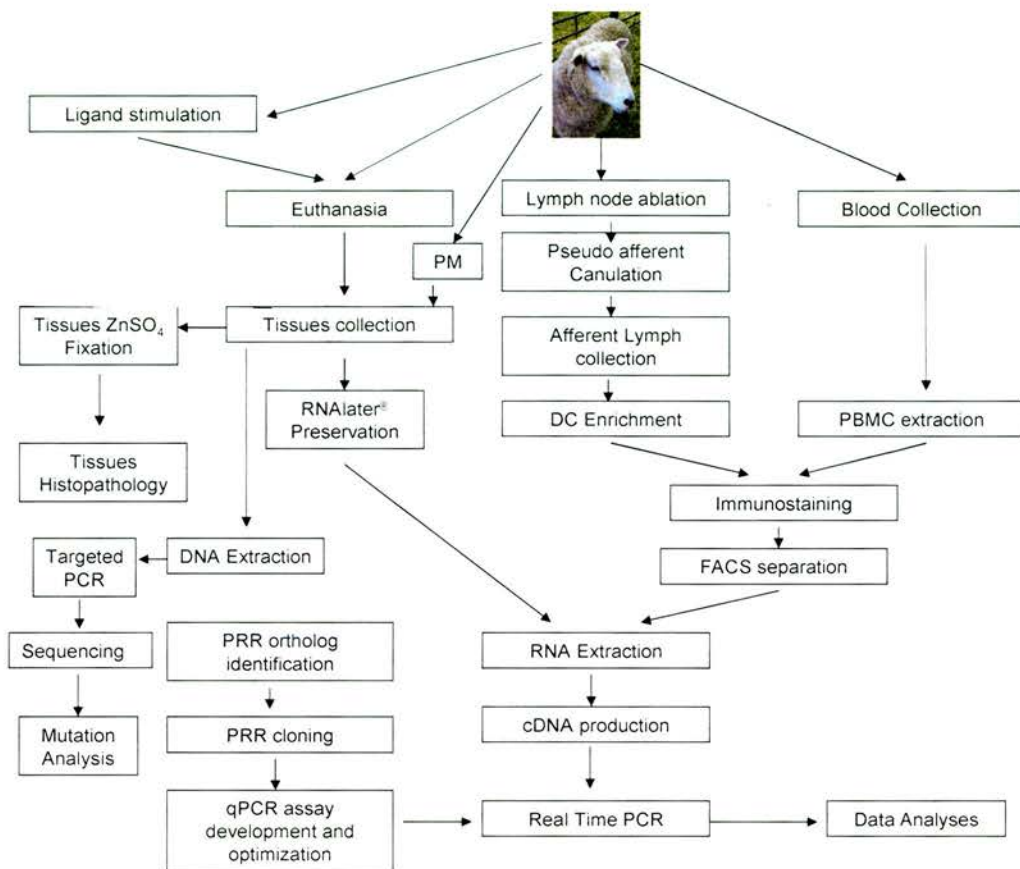 Ligand stimulation
Euthanasia
Lymph node ablation
Blood Collection
PM
Pseudo afferent
Canulation
Tissues ZnSO₄
Fixation
Tissues collection
Afferent Lymph
collection
RNAlater®
Preservation
DC Enrichment
PBMC extraction
Tissues
Histopathology
Immunostaining
Targeted
PCR
DNA Extraction
FACS separation
Sequencing
PRR ortholog
identification
RNA Extraction
Mutation
Analysis
PRR cloning
cDNA production
qPCR assay
development and
optimization
Real Time PCR
Data Analyses